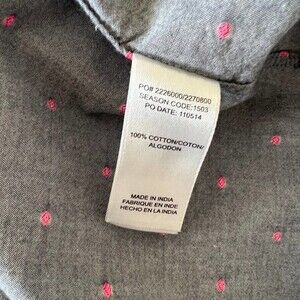 PO# 2226000/2270800
SEASON CODE:1503
PO DATE: 110514
100% COTTON/COTON/
ALGODON
MADE IN INDIA
FABRIQUE EN INDE
HECHO EN LA INDIA